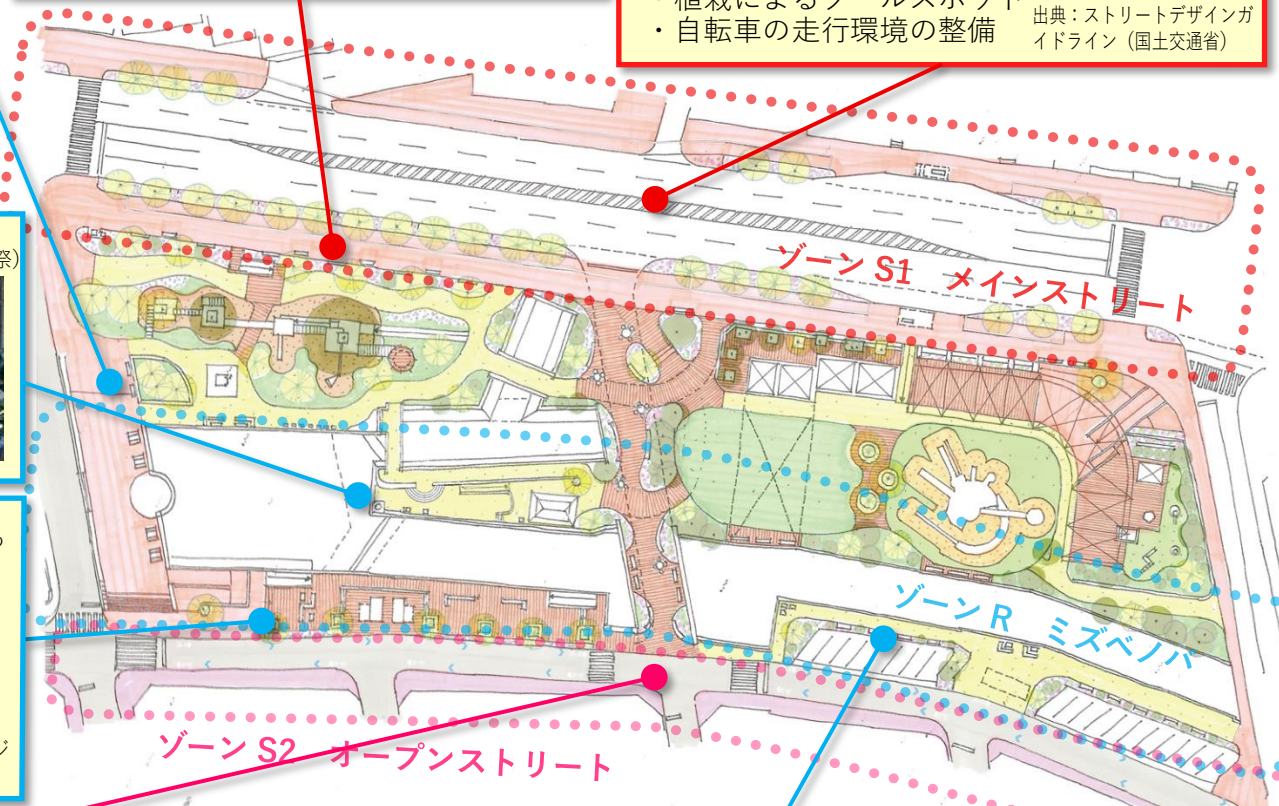 ・植栽によるクールスポット
・自転車の走行環境の整備
出典：ストリートデザインガ
イドライン（国土交通省）
祭)
ゾーン S1　メインストリート
ゾーン R　ミズベノバ
ゾーン S2　オープンストリート